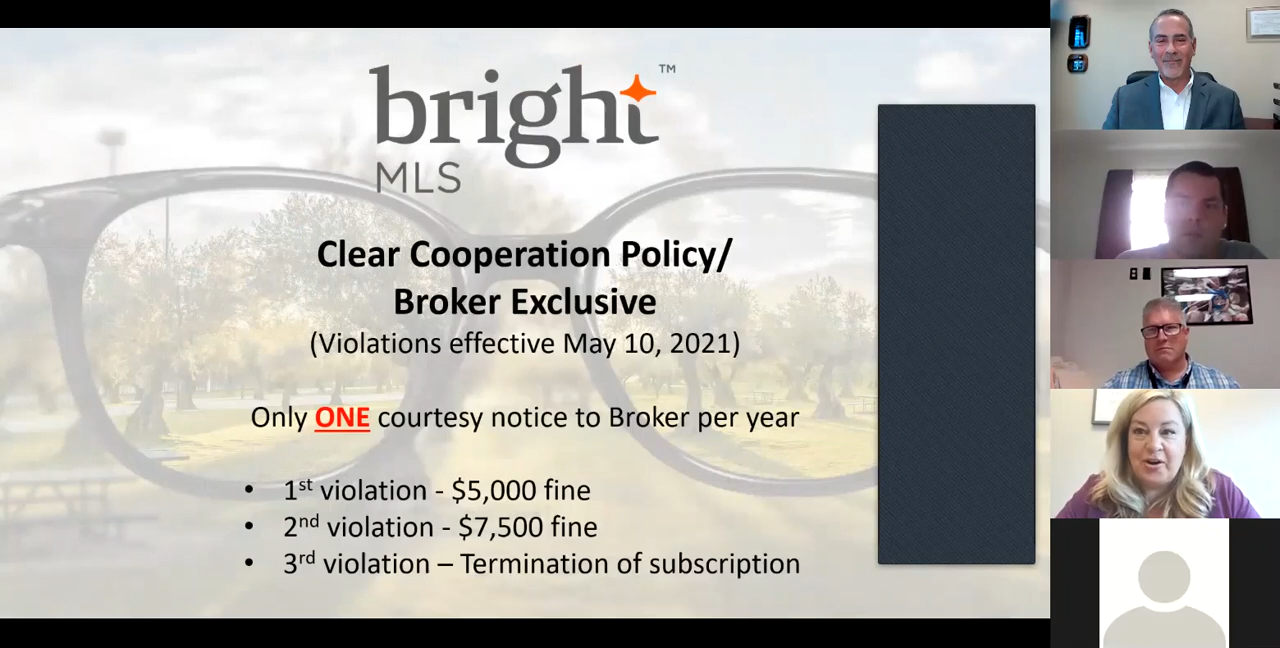 bright™
MLS
Clear Cooperation Policy/
Broker Exclusive
(Violations effective May 10, 2021)
Only ONE courtesy notice to Broker per year
• 1st violation - $5,000 fine
• 2nd violation - $7,500 fine
• 3rd violation – Termination of subscription